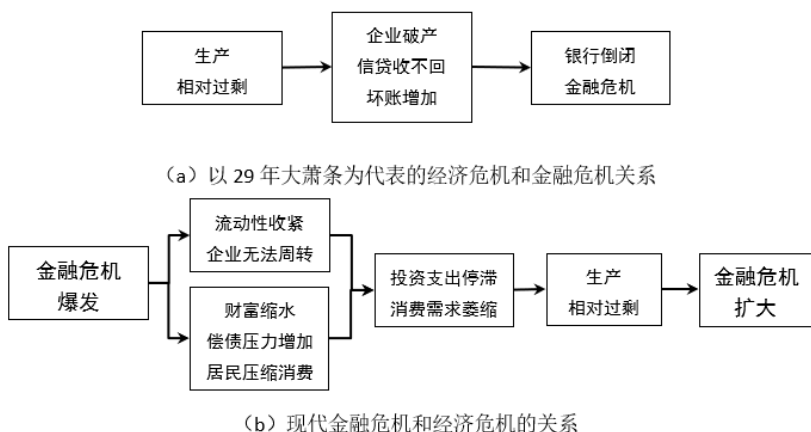 生产
相对过剩
企业破产
信贷收不回
坏账增加
银行倒闭
金融危机
（a）以 29 年大萧条为代表的经济危机和金融危机关系
金融危机
爆发
流动性收紧
企业无法周转
财富缩水
偿债压力增加
居民压缩消费
投资支出停滞
消费需求萎缩
生产
相对过剩
金融危机
扩大
（b）现代金融危机和经济危机的关系